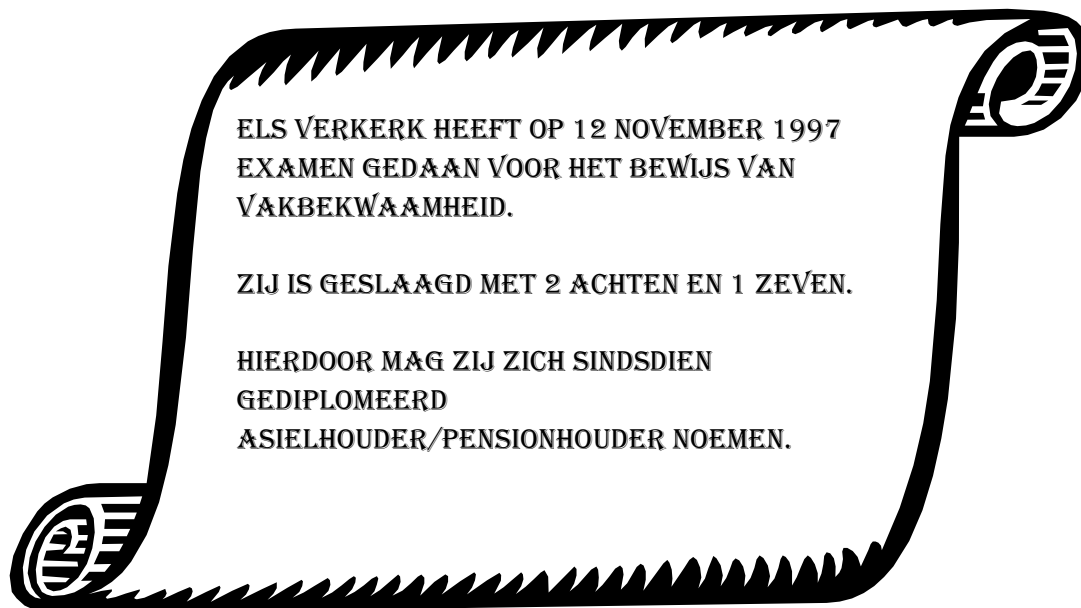 ELS VERKERK HEEFT OP 12 NOVEMBER 1997
EXAMEN GEDAAN VOOR HET BEWIJS VAN
VAKBEKWAAMHEID.
ZIJ IS GESLAAGD MET 2 ACHTEN EN 1 ZEVEN.
HIERDOOR MAG ZIJ ZICH SINDSDIEN
GEDIPLOMEERD
ASIELHOUDER/PENSIONHOUDER NOEMEN.